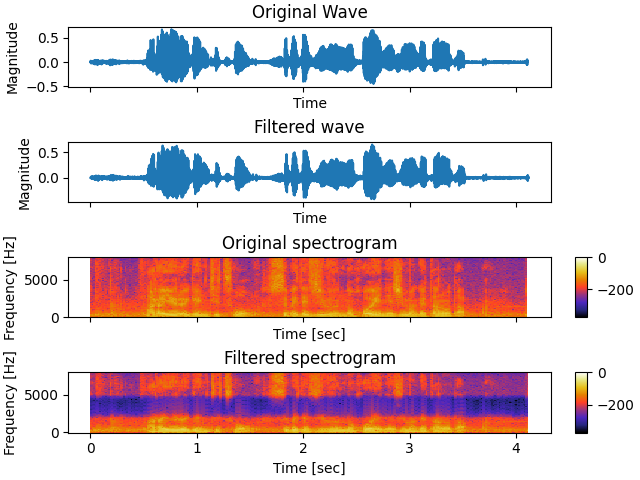 Original Wave
0.5
0.0
−0.5
Magnitude
Time
Filtered wave
0.5
0.0
Magnitude
Time
Original spectrogram
5000
0
Frequency [Hz]
0
−200
Time [sec]
Filtered spectrogram
5000
0
Frequency [Hz]
0
−200
0 1 2 3 4
Time [sec]